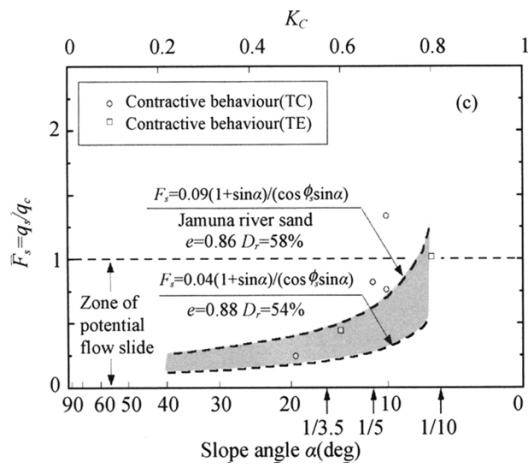 K_C
0 0.2 0.4 0.6 0.8 1
2
1
0
F̄_s=q_s/q_c
○ Contractive behaviour(TC)
□ Contractive behaviour(TE)
(c)
F_s=0.09(1+sinα)/(cosϕ_s sinα)
Jamuna river sand
e=0.86 D_r=58%
F_s=0.04(1+sinα)/(cosϕ_s sinα)
e=0.88 D_r=54%
Zone of
potential
flow slide
90 60 50 40 30 20 10 0
1/3.5 1/5 1/10
Slope angle α(deg)